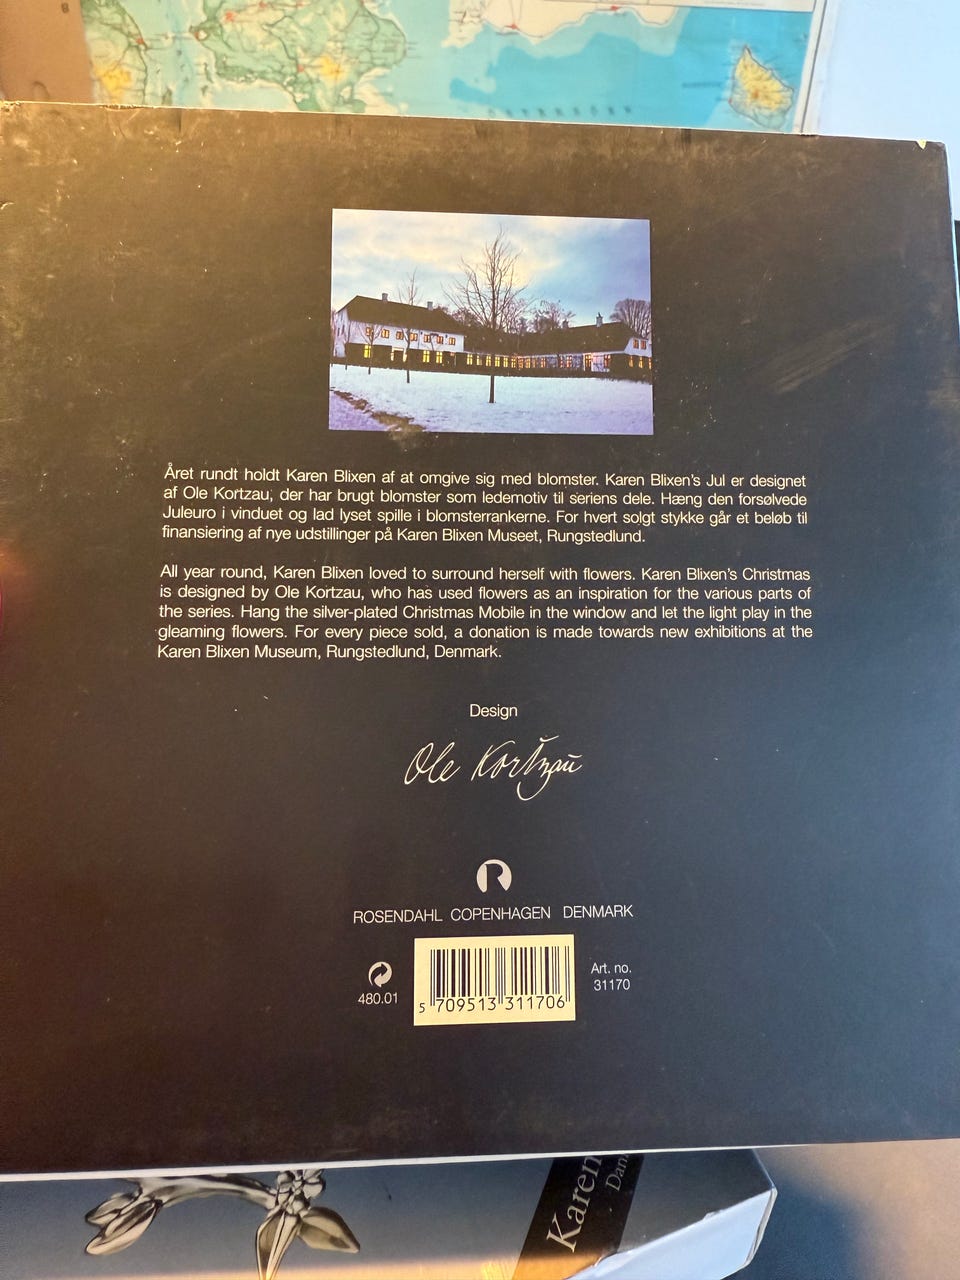 Året rundt holdt Karen Blixen af at omgive sig med blomster. Karen Blixen's Jul er designet
af Ole Kortzau, der har brugt blomster som ledemotiv til seriens dele. Hæng den forsølvede
Juleuro i vinduet og lad lyset spille i blomsterrankerne. For hvert solgt stykke går et beløb til
finansiering af nye udstillinger på Karen Blixen Museet, Rungstedlund.
All year round, Karen Blixen loved to surround herself with flowers. Karen Blixen's Christmas
is designed by Ole Kortzau, who has used flowers as an inspiration for the various parts of
the series. Hang the silver-plated Christmas Mobile in the window and let the light play in the
gleaming flowers. For every piece sold, a donation is made towards new exhibitions at the
Karen Blixen Museum, Rungstedlund, Denmark.
Design
Ole Kortzau
R
ROSENDAHL COPENHAGEN DENMARK
480.01
5 709513 311706
Art. no.
31170
Karen
Dan